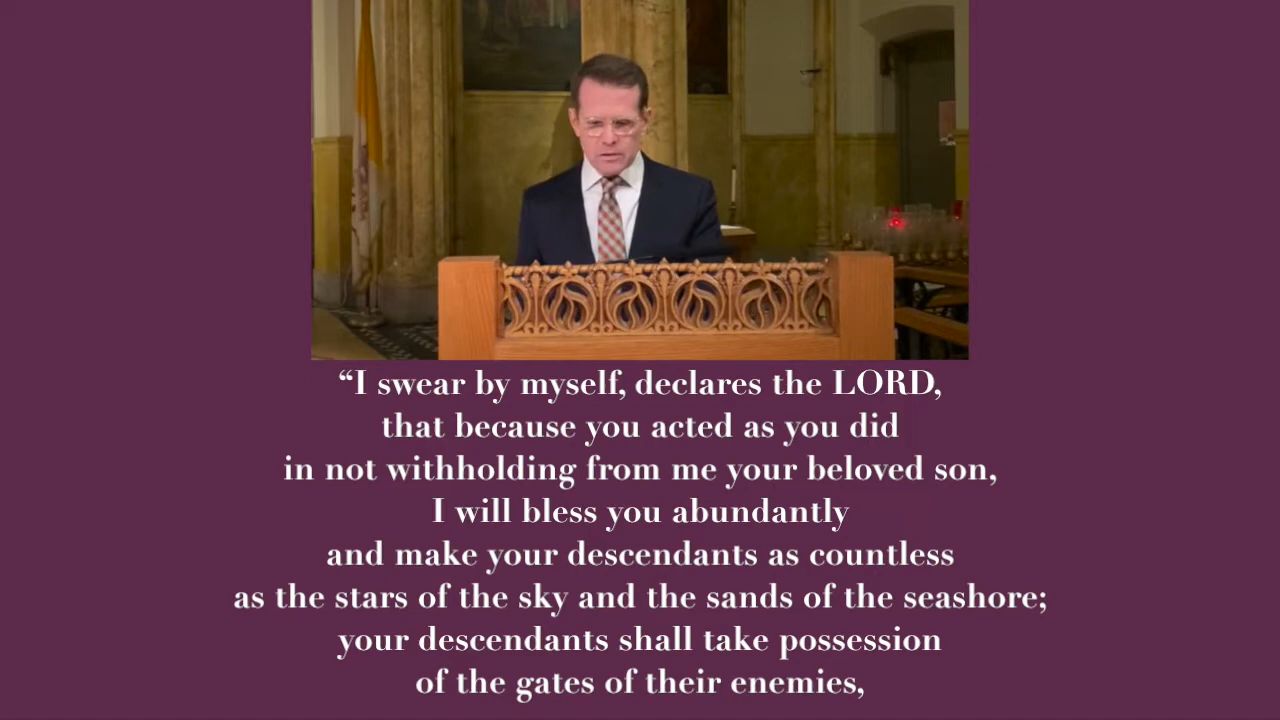 “I swear by myself, declares the LORD,
that because you acted as you did
in not withholding from me your beloved son,
I will bless you abundantly
and make your descendants as countless
as the stars of the sky and the sands of the seashore;
your descendants shall take possession
of the gates of their enemies,